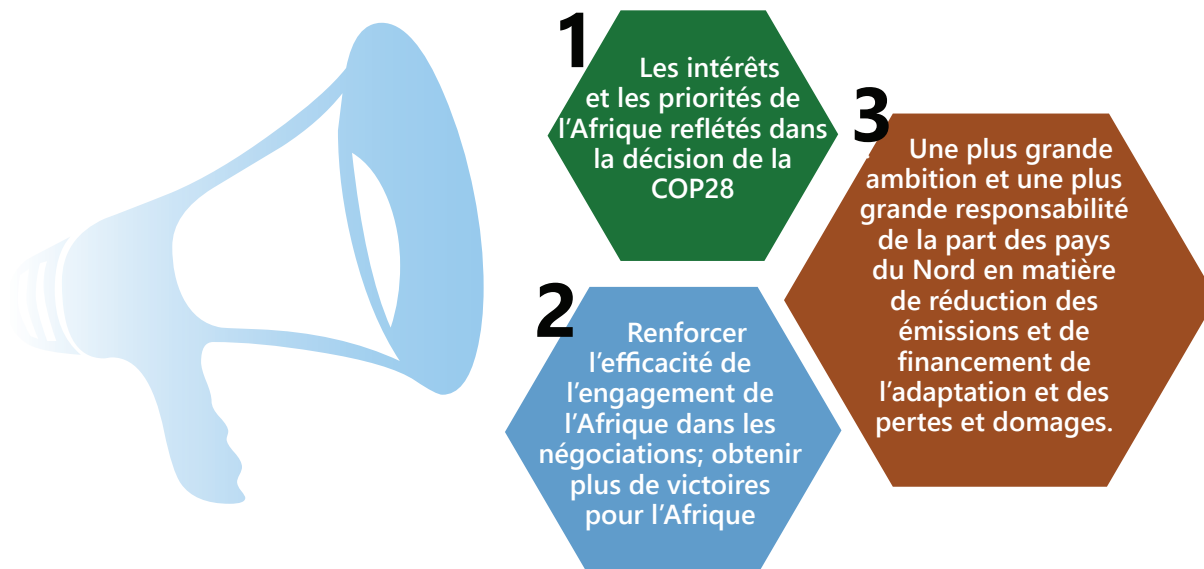 1
Les intérêts
et les priorités de
l'Afrique reflétés dans
la décision de la
COP28
2
Renforcer
l'efficacité de
l'engagement de
l'Afrique dans les
négociations; obtenir
plus de victoires
pour l'Afrique
3
. Une plus grande
ambition et une plus
grande responsabilité
de la part des pays
du Nord en matière
de réduction des
émissions et de
financement de
l'adaptation et des
pertes et domages.